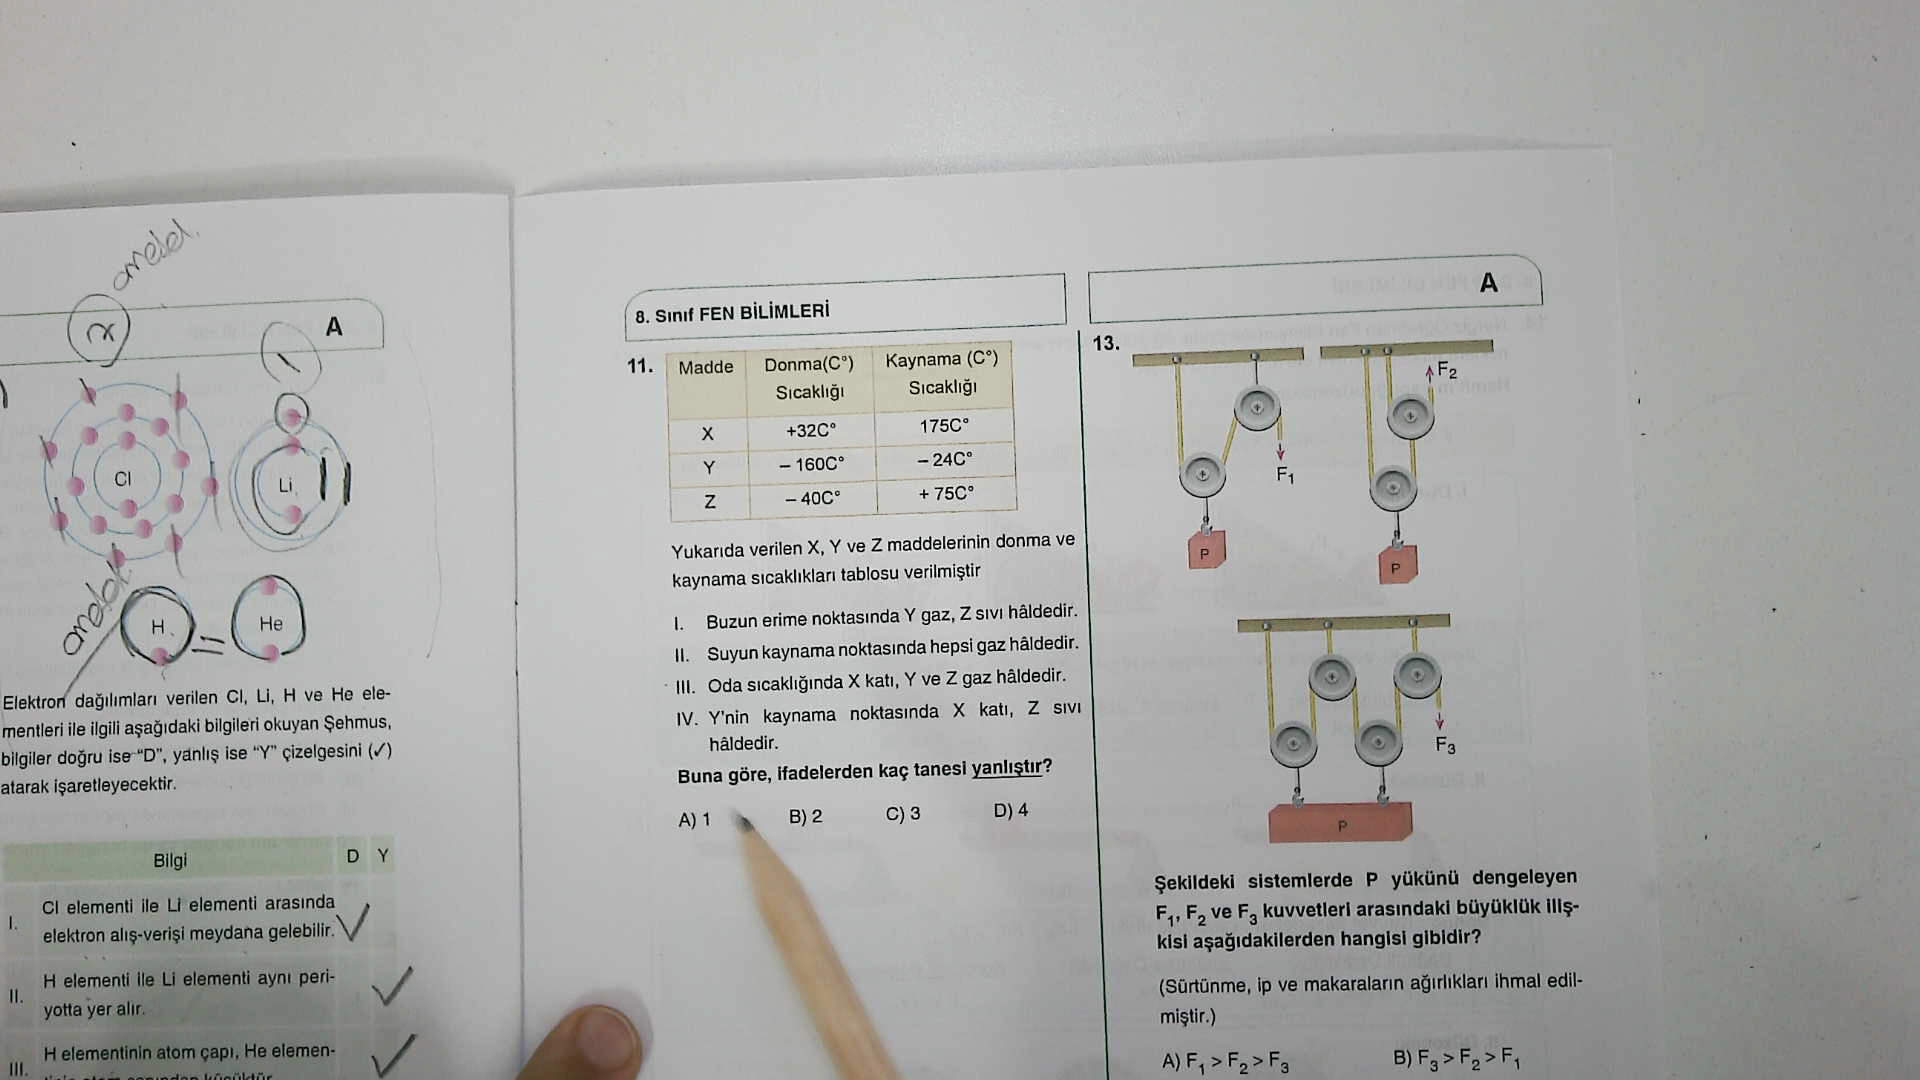 omeld.
2
1
A
Cl
Li
H
=
He
omelde
Elektron dağılımları verilen Cl, Li, H ve He ele-
mentleri ile ilgili aşağıdaki bilgileri okuyan Şehmus,
bilgiler doğru ise “D”, yanlış ise “Y” çizelgesini (✓)
atarak işaretleyecektir.
Bilgi D Y
I. Cl elementi ile Li elementi arasında
elektron alış-verişi meydana gelebilir.
II. H elementi ile Li elementi aynı peri-
yotta yer alır.
III. H elementinin atom çapı, He elemen-
8. Sınıf FEN BİLİMLERİ
11.
Madde Donma(C°) Sıcaklığı Kaynama (C°) Sıcaklığı
X +32C° 175C°
Y – 160C° – 24C°
Z – 40C° + 75C°
Yukarıda verilen X, Y ve Z maddelerinin donma ve
kaynama sıcaklıkları tablosu verilmiştir
I. Buzun erime noktasında Y gaz, Z sıvı hâldedir.
II. Suyun kaynama noktasında hepsi gaz hâldedir.
III. Oda sıcaklığında X katı, Y ve Z gaz hâldedir.
IV. Y'nin kaynama noktasında X katı, Z sıvı
hâldedir.
Buna göre, ifadelerden kaç tanesi yanlıştır?
A) 1 B) 2 C) 3 D) 4
A
13.
F1
F2
P
P
F3
P
Şekildeki sistemlerde P yükünü dengeleyen
F1, F2 ve F3 kuvvetleri arasındaki büyüklük iliş-
kisi aşağıdakilerden hangisi gibidir?
(Sürtünme, ip ve makaraların ağırlıkları ihmal edil-
miştir.)
A) F1 > F2 > F3 B) F3 > F2 > F1